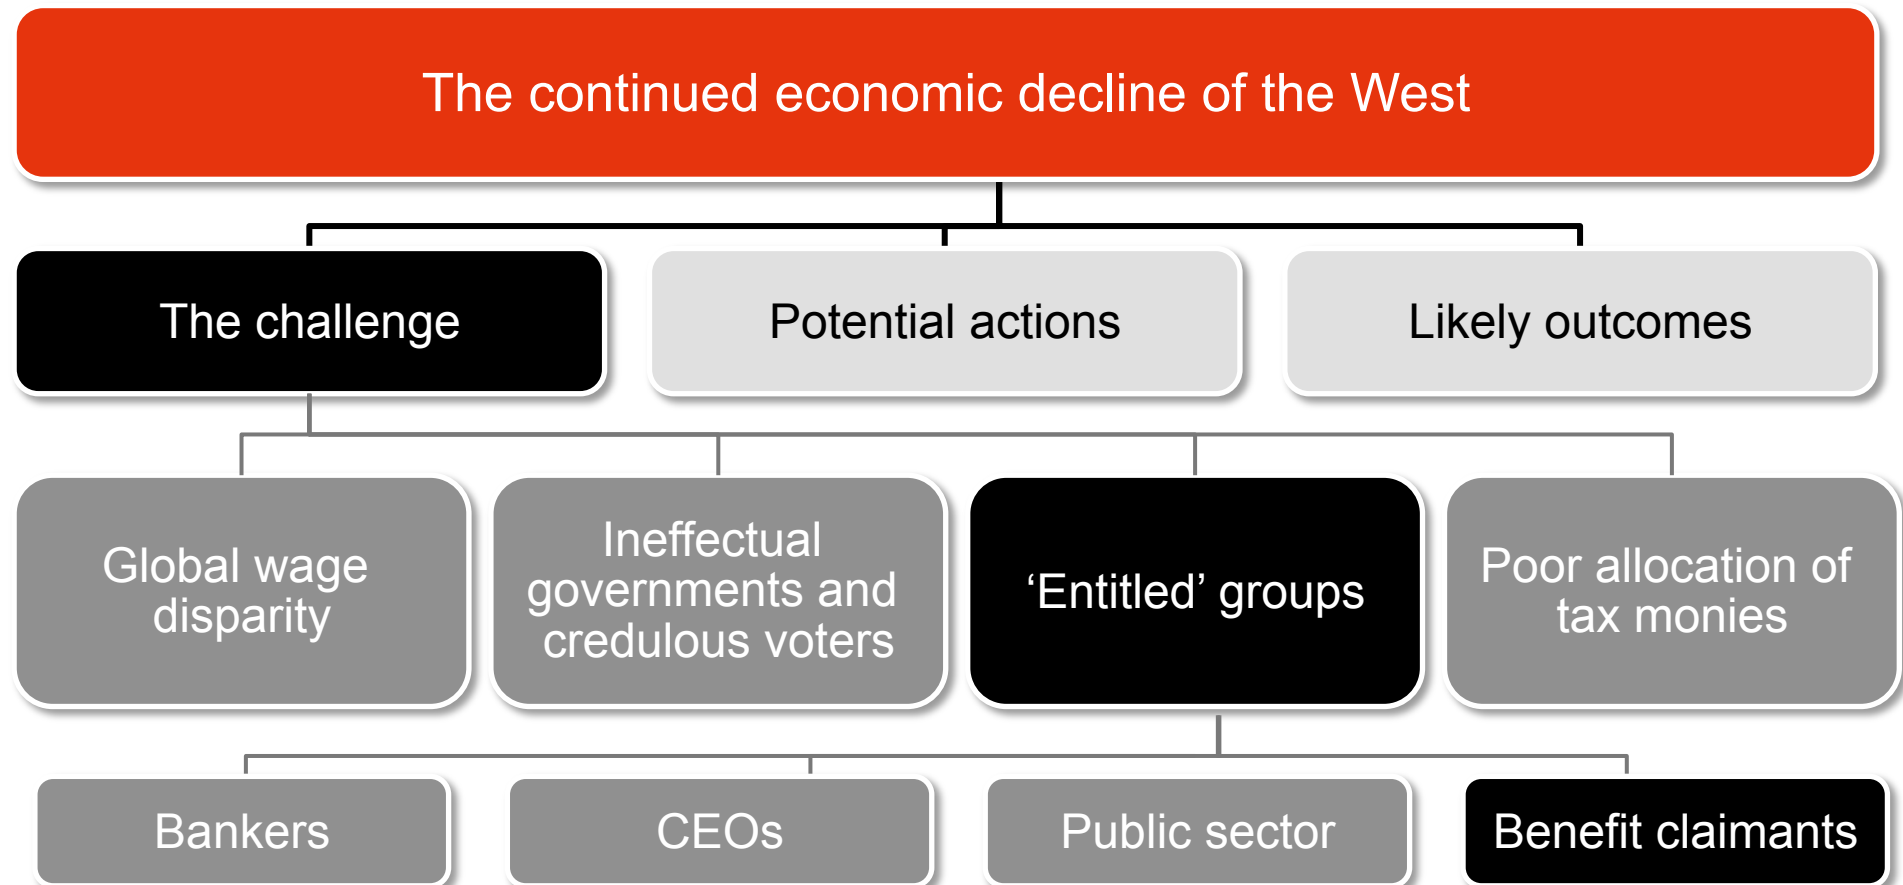 The continued economic decline of the West
The challenge
Potential actions
Likely outcomes
Global wage
disparity
Ineffectual
governments and
credulous voters
‘Entitled’ groups
Poor allocation of
tax monies
Bankers
CEOs
Public sector
Benefit claimants